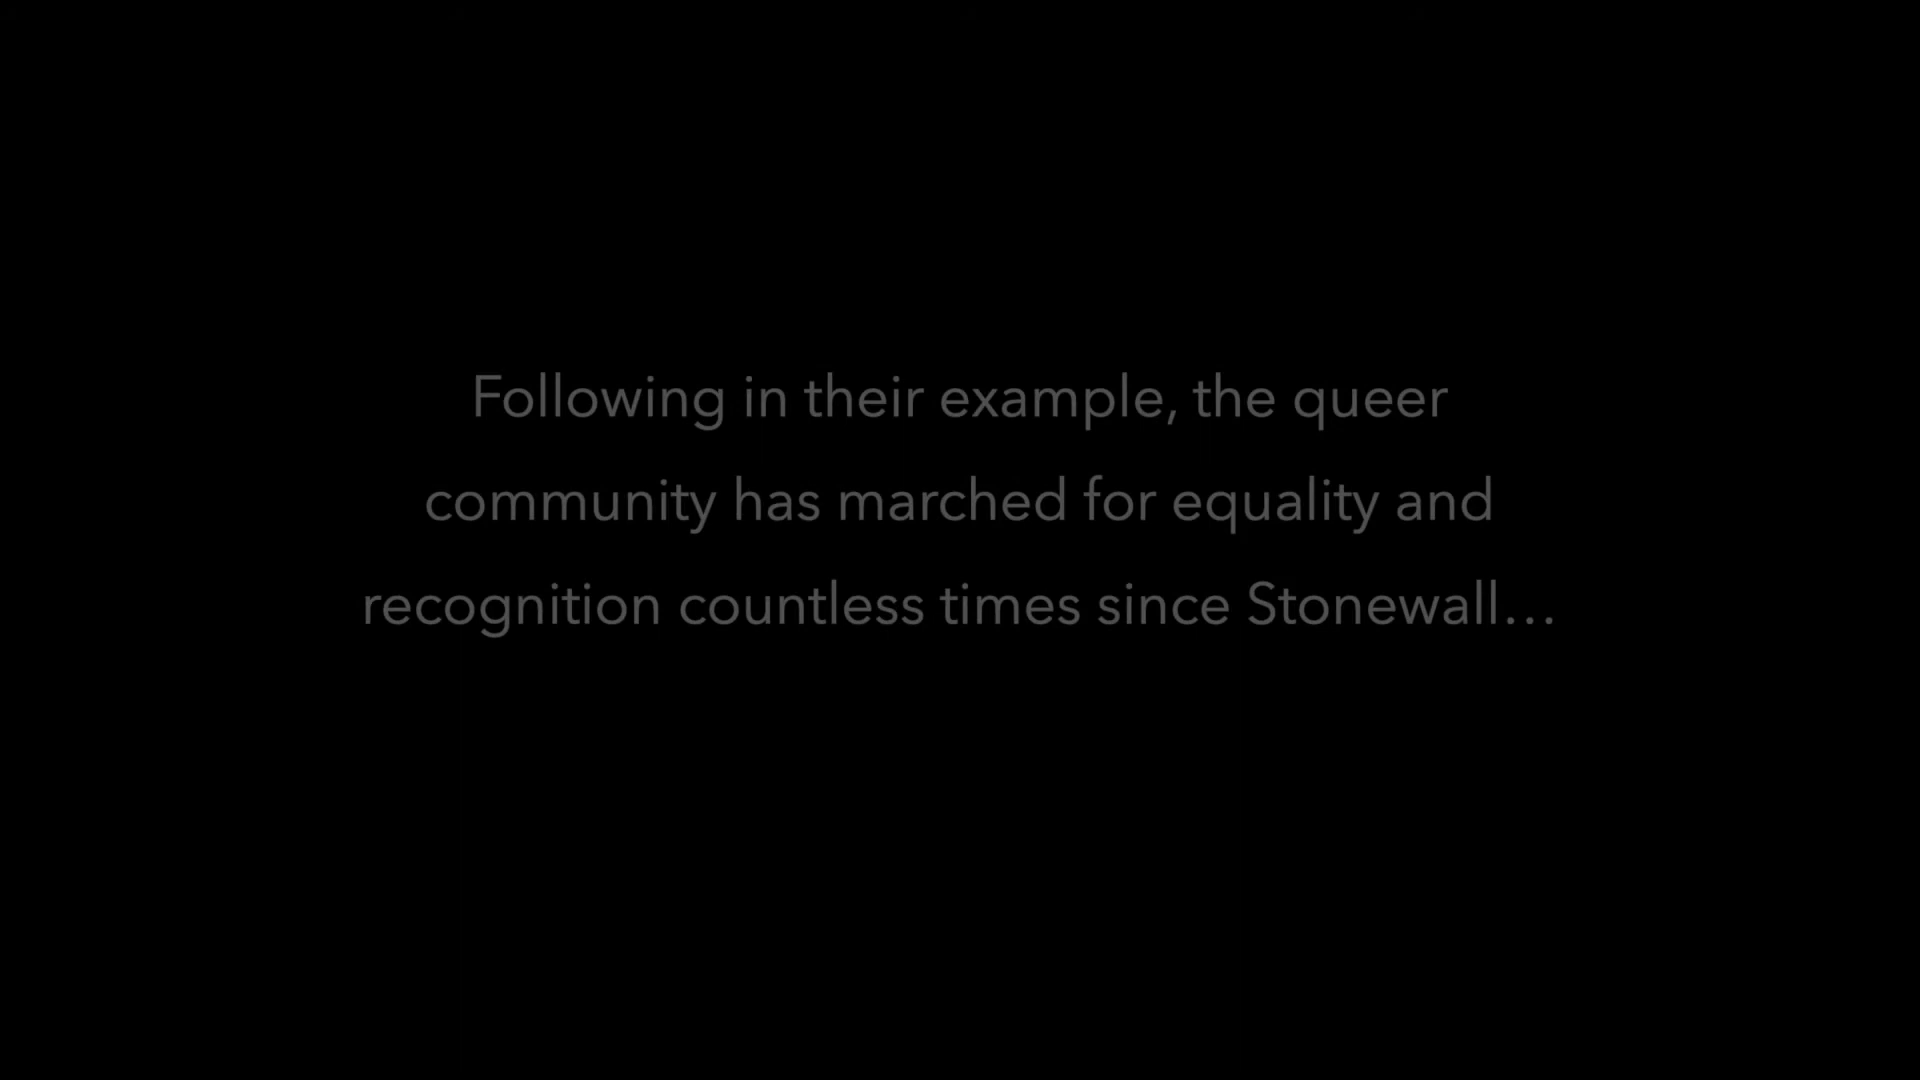 Following in their example, the queer
community has marched for equality and
recognition countless times since Stonewall…